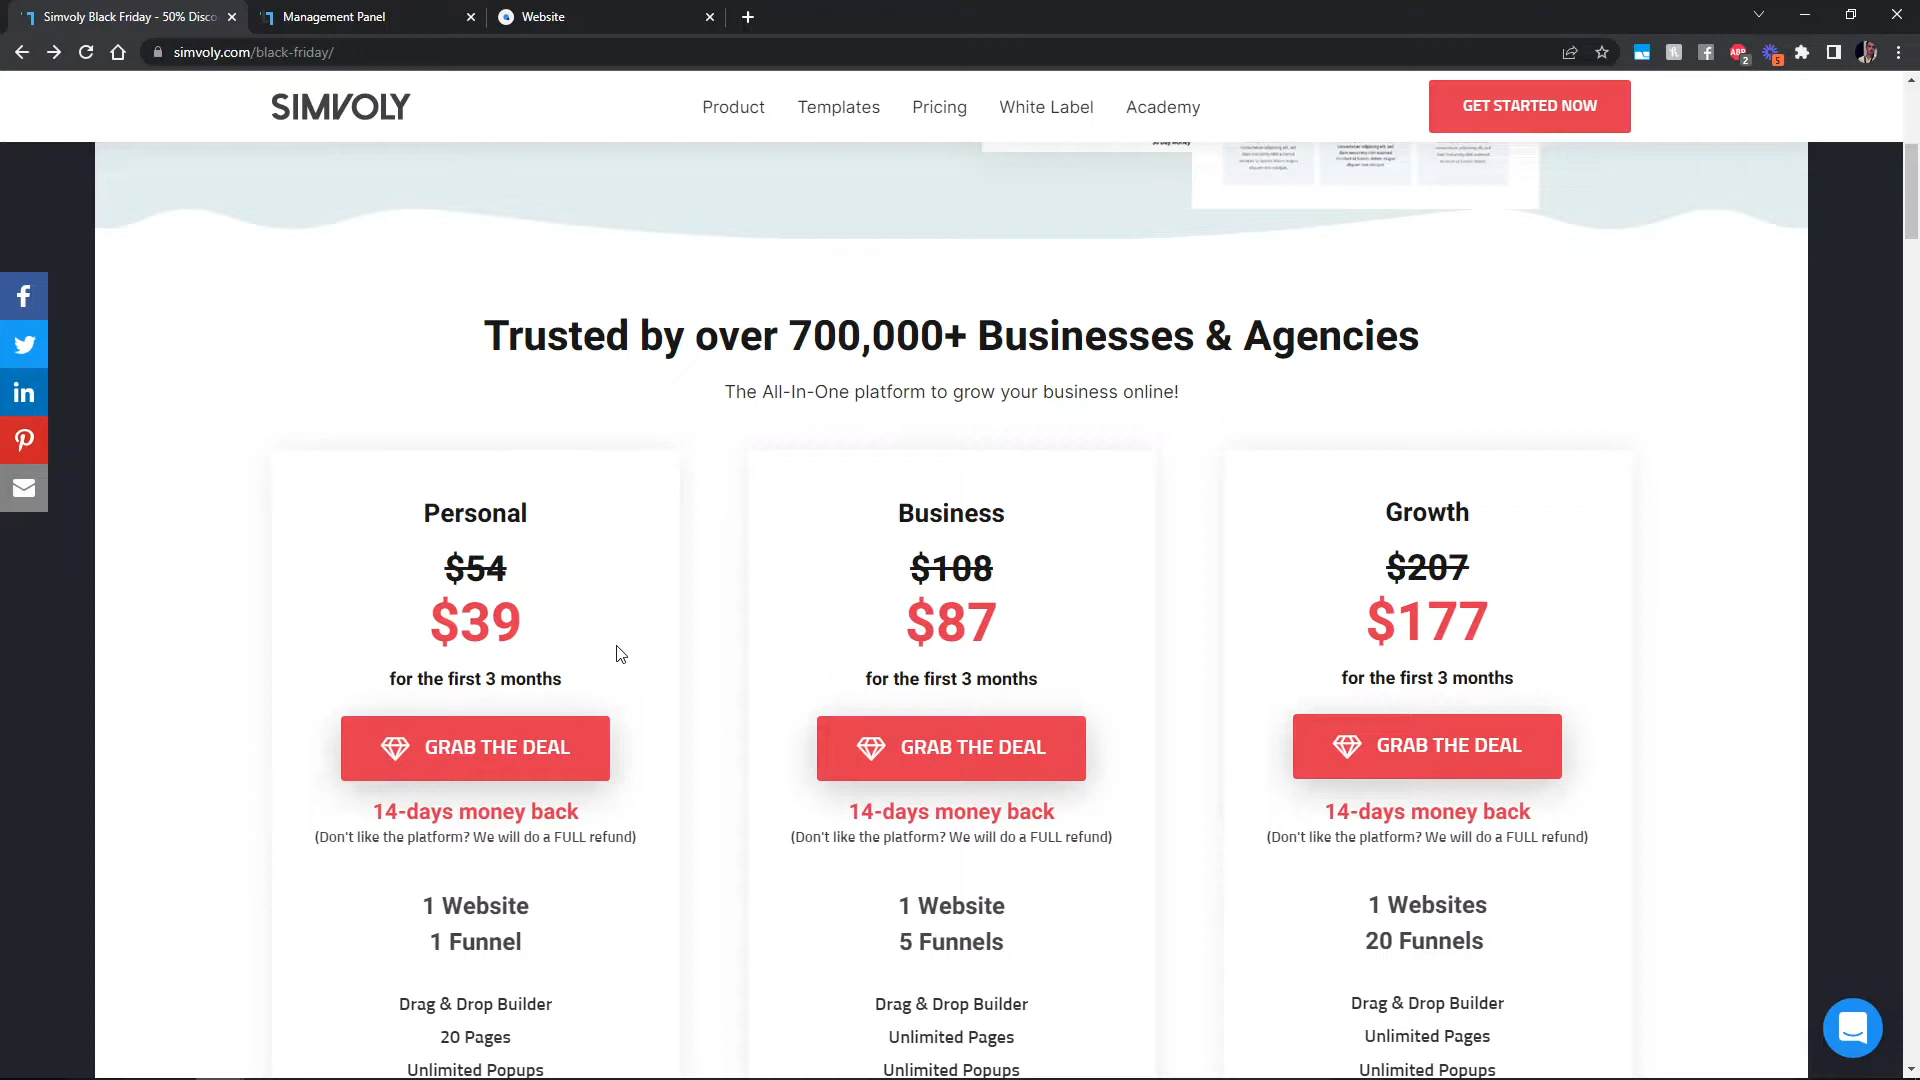 Simvoly Black Friday - 50% Disco
Management Panel
Website
simvoly.com/black-friday/
ABP
2
5
SIMVOLY
Product
Templates
Pricing
White Label
Academy
GET STARTED NOW
Trusted by over 700,000+ Businesses & Agencies
The All-In-One platform to grow your business online!
Personal
$54
$39
for the first 3 months
GRAB THE DEAL
14-days money back
(Don't like the platform? We will do a FULL refund)
1 Website
1 Funnel
Drag & Drop Builder
20 Pages
Unlimited Popups
Business
$108
$87
for the first 3 months
GRAB THE DEAL
14-days money back
(Don't like the platform? We will do a FULL refund)
1 Website
5 Funnels
Drag & Drop Builder
Unlimited Pages
Unlimited Popups
Growth
$207
$177
for the first 3 months
GRAB THE DEAL
14-days money back
(Don't like the platform? We will do a FULL refund)
1 Websites
20 Funnels
Drag & Drop Builder
Unlimited Pages
Unlimited Popups